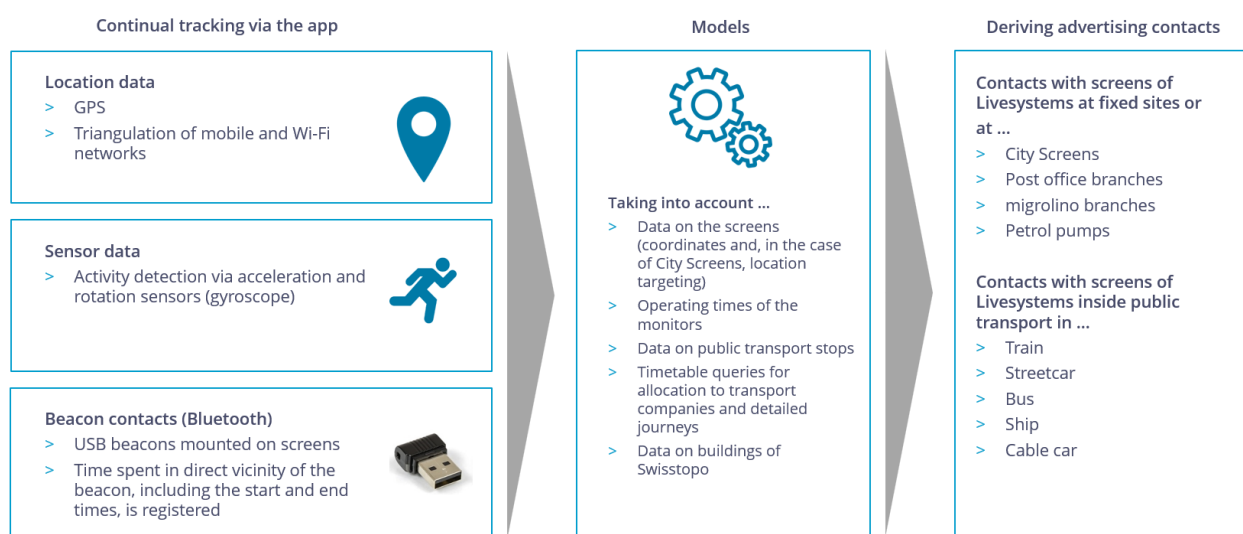 Continual tracking via the app
Location data
> GPS
> Triangulation of mobile and Wi-Fi
networks
Sensor data
> Activity detection via acceleration and
rotation sensors (gyroscope)
Beacon contacts (Bluetooth)
> USB beacons mounted on screens
> Time spent in direct vicinity of the
beacon, including the start and end
times, is registered
Models
Taking into account ...
> Data on the screens
(coordinates and, in the case
of City Screens, location
targeting)
> Operating times of the
monitors
> Data on public transport stops
> Timetable queries for
allocation to transport
companies and detailed
journeys
> Data on buildings of
Swisstopo
Deriving advertising contacts
Contacts with screens of
Livesystems at fixed sites or
at ...
> City Screens
> Post office branches
> migrolino branches
> Petrol pumps
Contacts with screens of
Livesystems inside public
transport in ...
> Train
> Streetcar
> Bus
> Ship
> Cable car